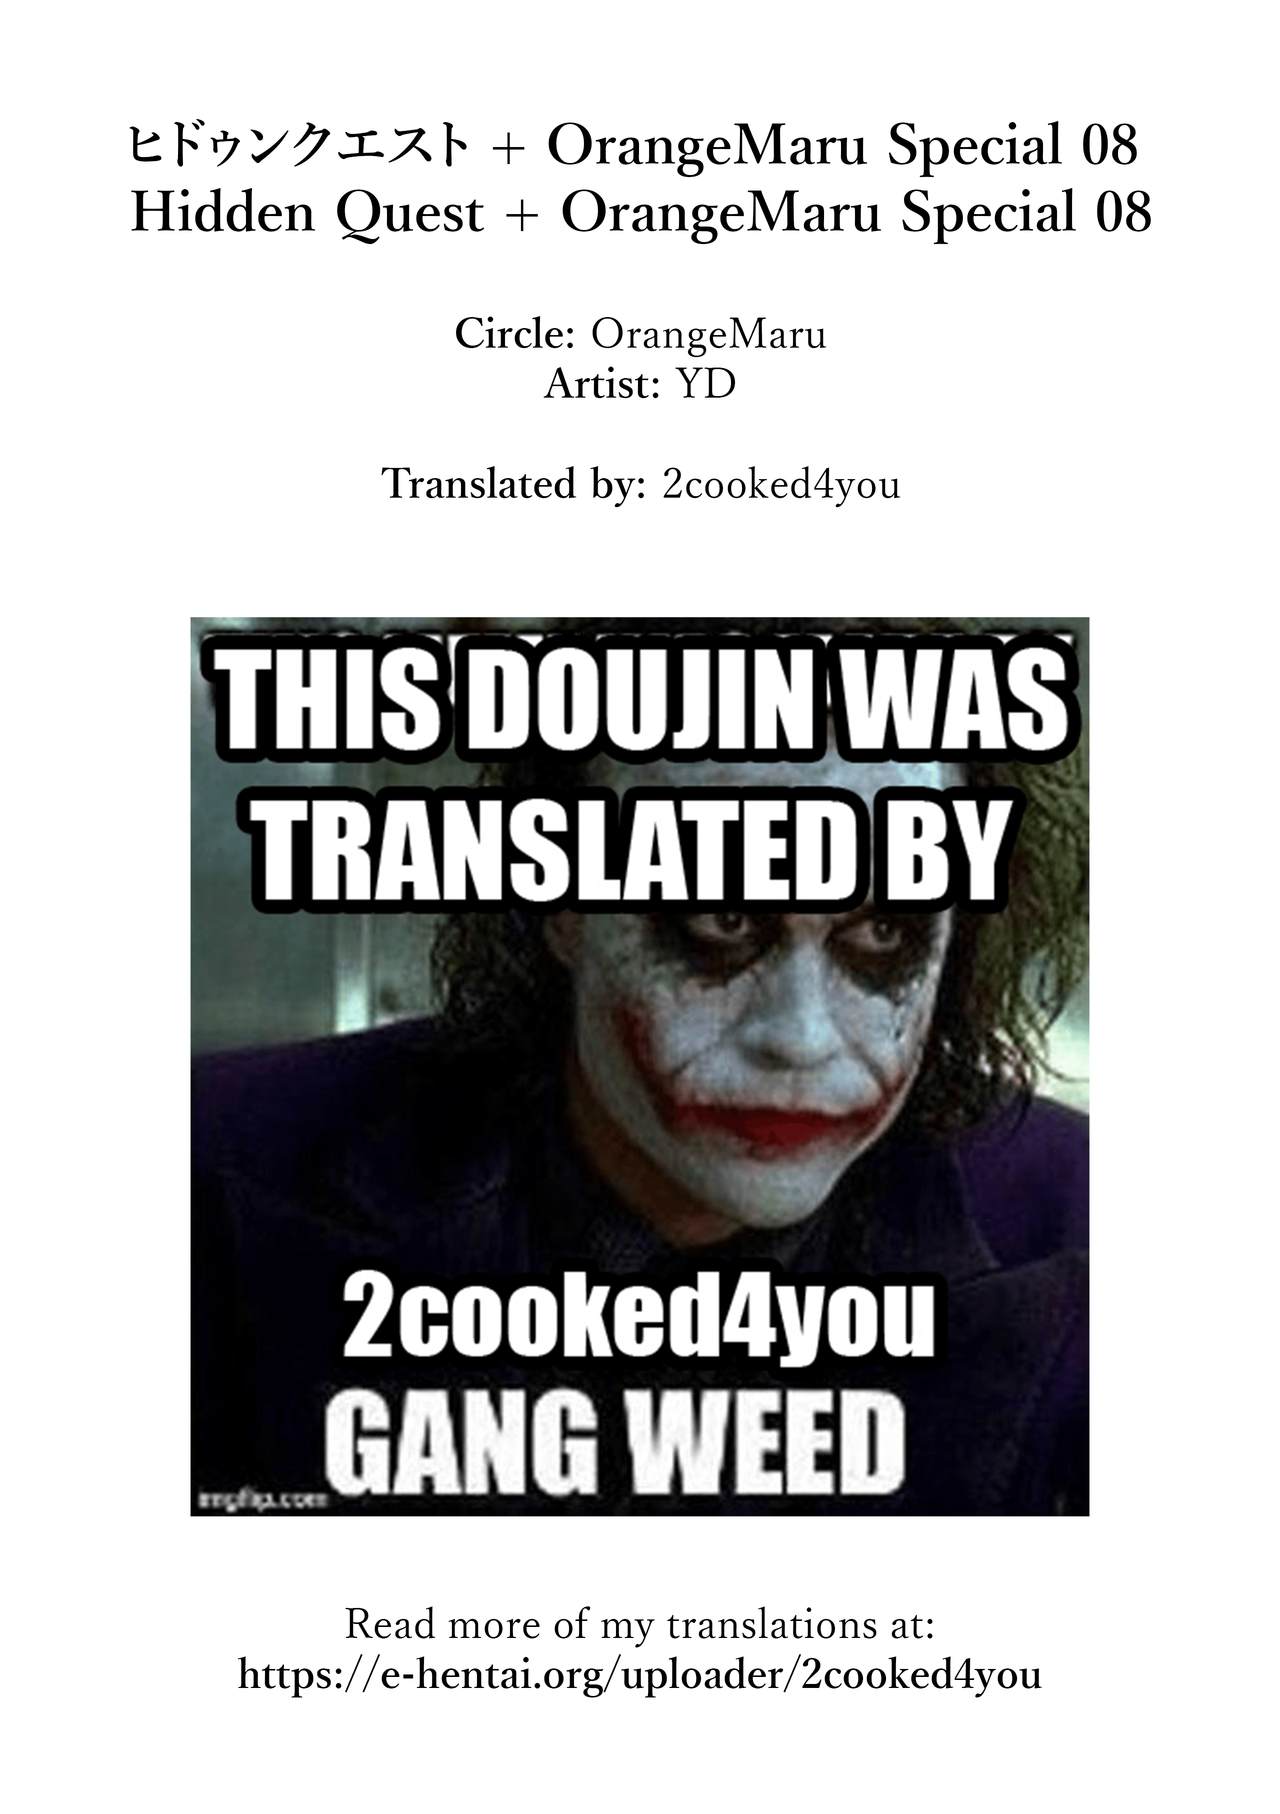 ヒドゥンクエスト + OrangeMaru Special 08
Hidden Quest + OrangeMaru Special 08
Circle: OrangeMaru
Artist: YD
Translated by: 2cooked4you
THIS DOUJIN WAS
TRANSLATED BY
2cooked4you
GANG WEED
imgflip.com
Read more of my translations at:
https://e-hentai.org/uploader/2cooked4you